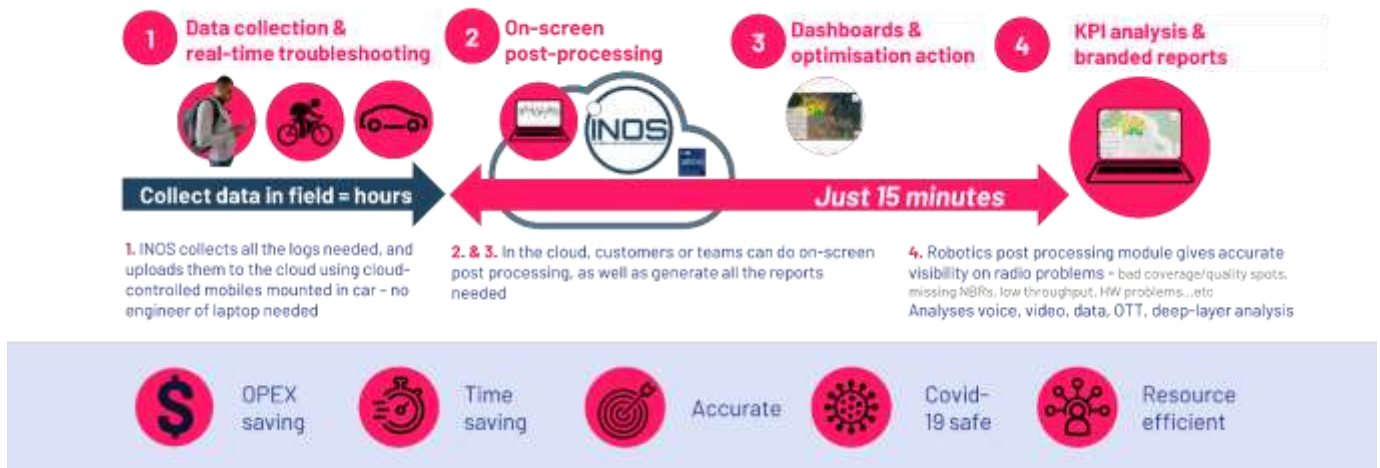 1
Data collection &
real-time troubleshooting
2
On-screen
post-processing
3
Dashboards &
optimisation action
4
KPI analysis &
branded reports
INOS
Collect data in field = hours
Just 15 minutes
1. INOS collects all the logs needed, and
uploads them to the cloud using cloud-
controlled mobiles mounted in car – no
engineer of laptop needed
2. & 3. In the cloud, customers or teams can do on-screen
post processing, as well as generate all the reports
needed
4. Robotics post processing module gives accurate
visibility on radio problems – bad coverage/quality spots,
missing NBRs, low throughput, HW problems...etc
Analyses voice, video, data, OTT, deep-layer analysis
$
OPEX
saving
Time
saving
Accurate
Covid-
19 safe
Resource
efficient